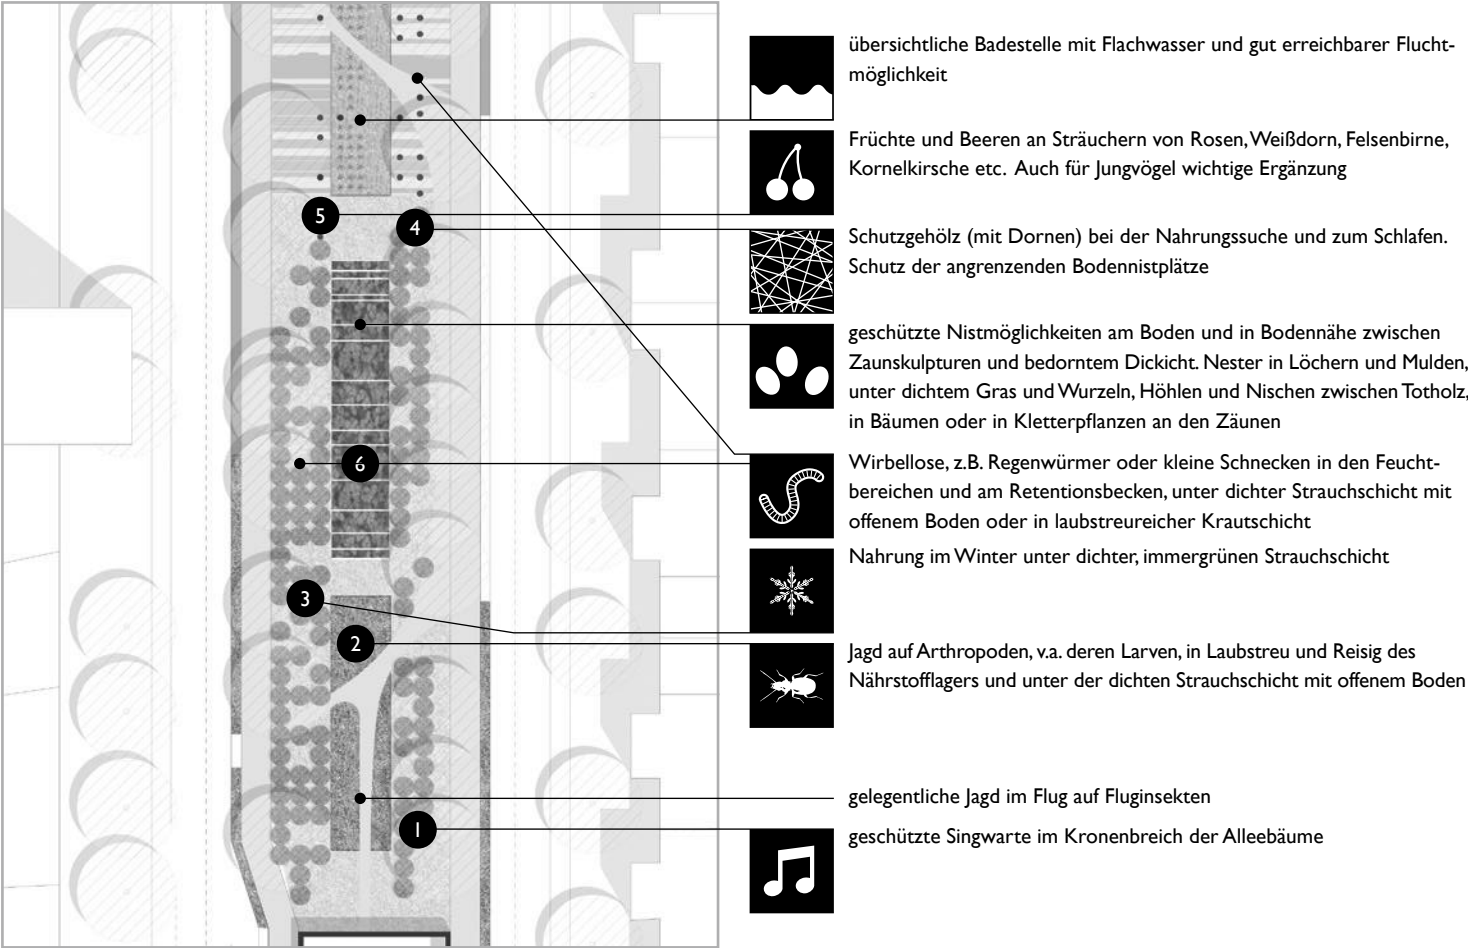 übersichtliche Badestelle mit Flachwasser und gut erreichbarer Flucht-
möglichkeit
Früchte und Beeren an Sträuchern von Rosen, Weißdorn, Felsenbirne,
Kornelkirsche etc. Auch für Jungvögel wichtige Ergänzung
5
4
Schutzgehölz (mit Dornen) bei der Nahrungssuche und zum Schlafen.
Schutz der angrenzenden Bodennistplätze
geschützte Nistmöglichkeiten am Boden und in Bodennähe zwischen
Zaunskulpturen und bedorntem Dickicht. Nester in Löchern und Mulden,
unter dichtem Gras und Wurzeln, Höhlen und Nischen zwischen Totholz,
in Bäumen oder in Kletterpflanzen an den Zäunen
6
Wirbellose, z.B. Regenwürmer oder kleine Schnecken in den Feucht-
bereichen und am Retentionsbecken, unter dichter Strauchschicht mit
offenem Boden oder in laubstreureicher Krautschicht
Nahrung im Winter unter dichter, immergrünen Strauchschicht
3
2
Jagd auf Arthropoden, v.a. deren Larven, in Laubstreu und Reisig des
Nährstofflagers und unter der dichten Strauchschicht mit offenem Boden
gelegentliche Jagd im Flug auf Fluginsekten
1
geschützte Singwarte im Kronenbreich der Alleebäume